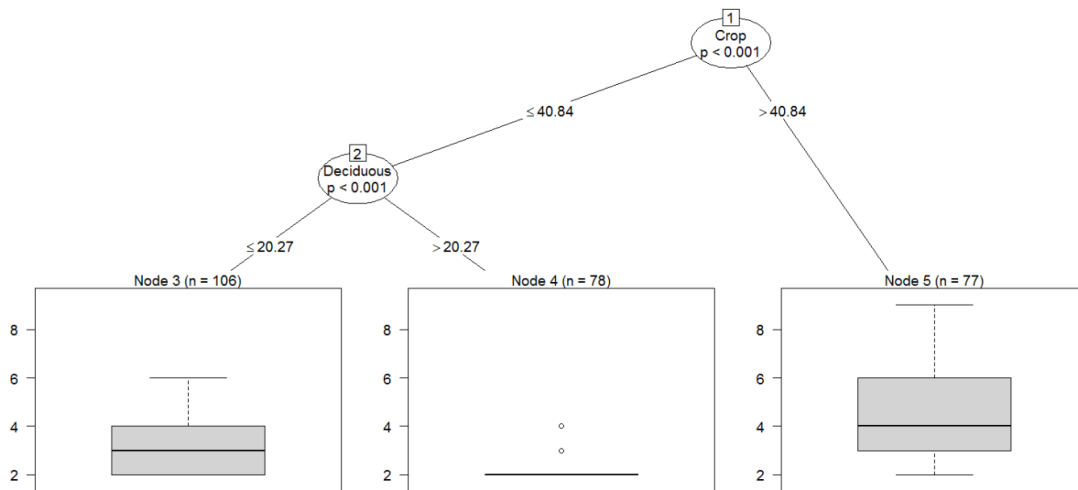 1
Crop
p < 0.001
≤ 40.84
> 40.84
2
Deciduous
p < 0.001
≤ 20.27
> 20.27
Node 3 (n = 106)
Node 4 (n = 78)
Node 5 (n = 77)
8
6
4
2
8
6
4
2
8
6
4
2